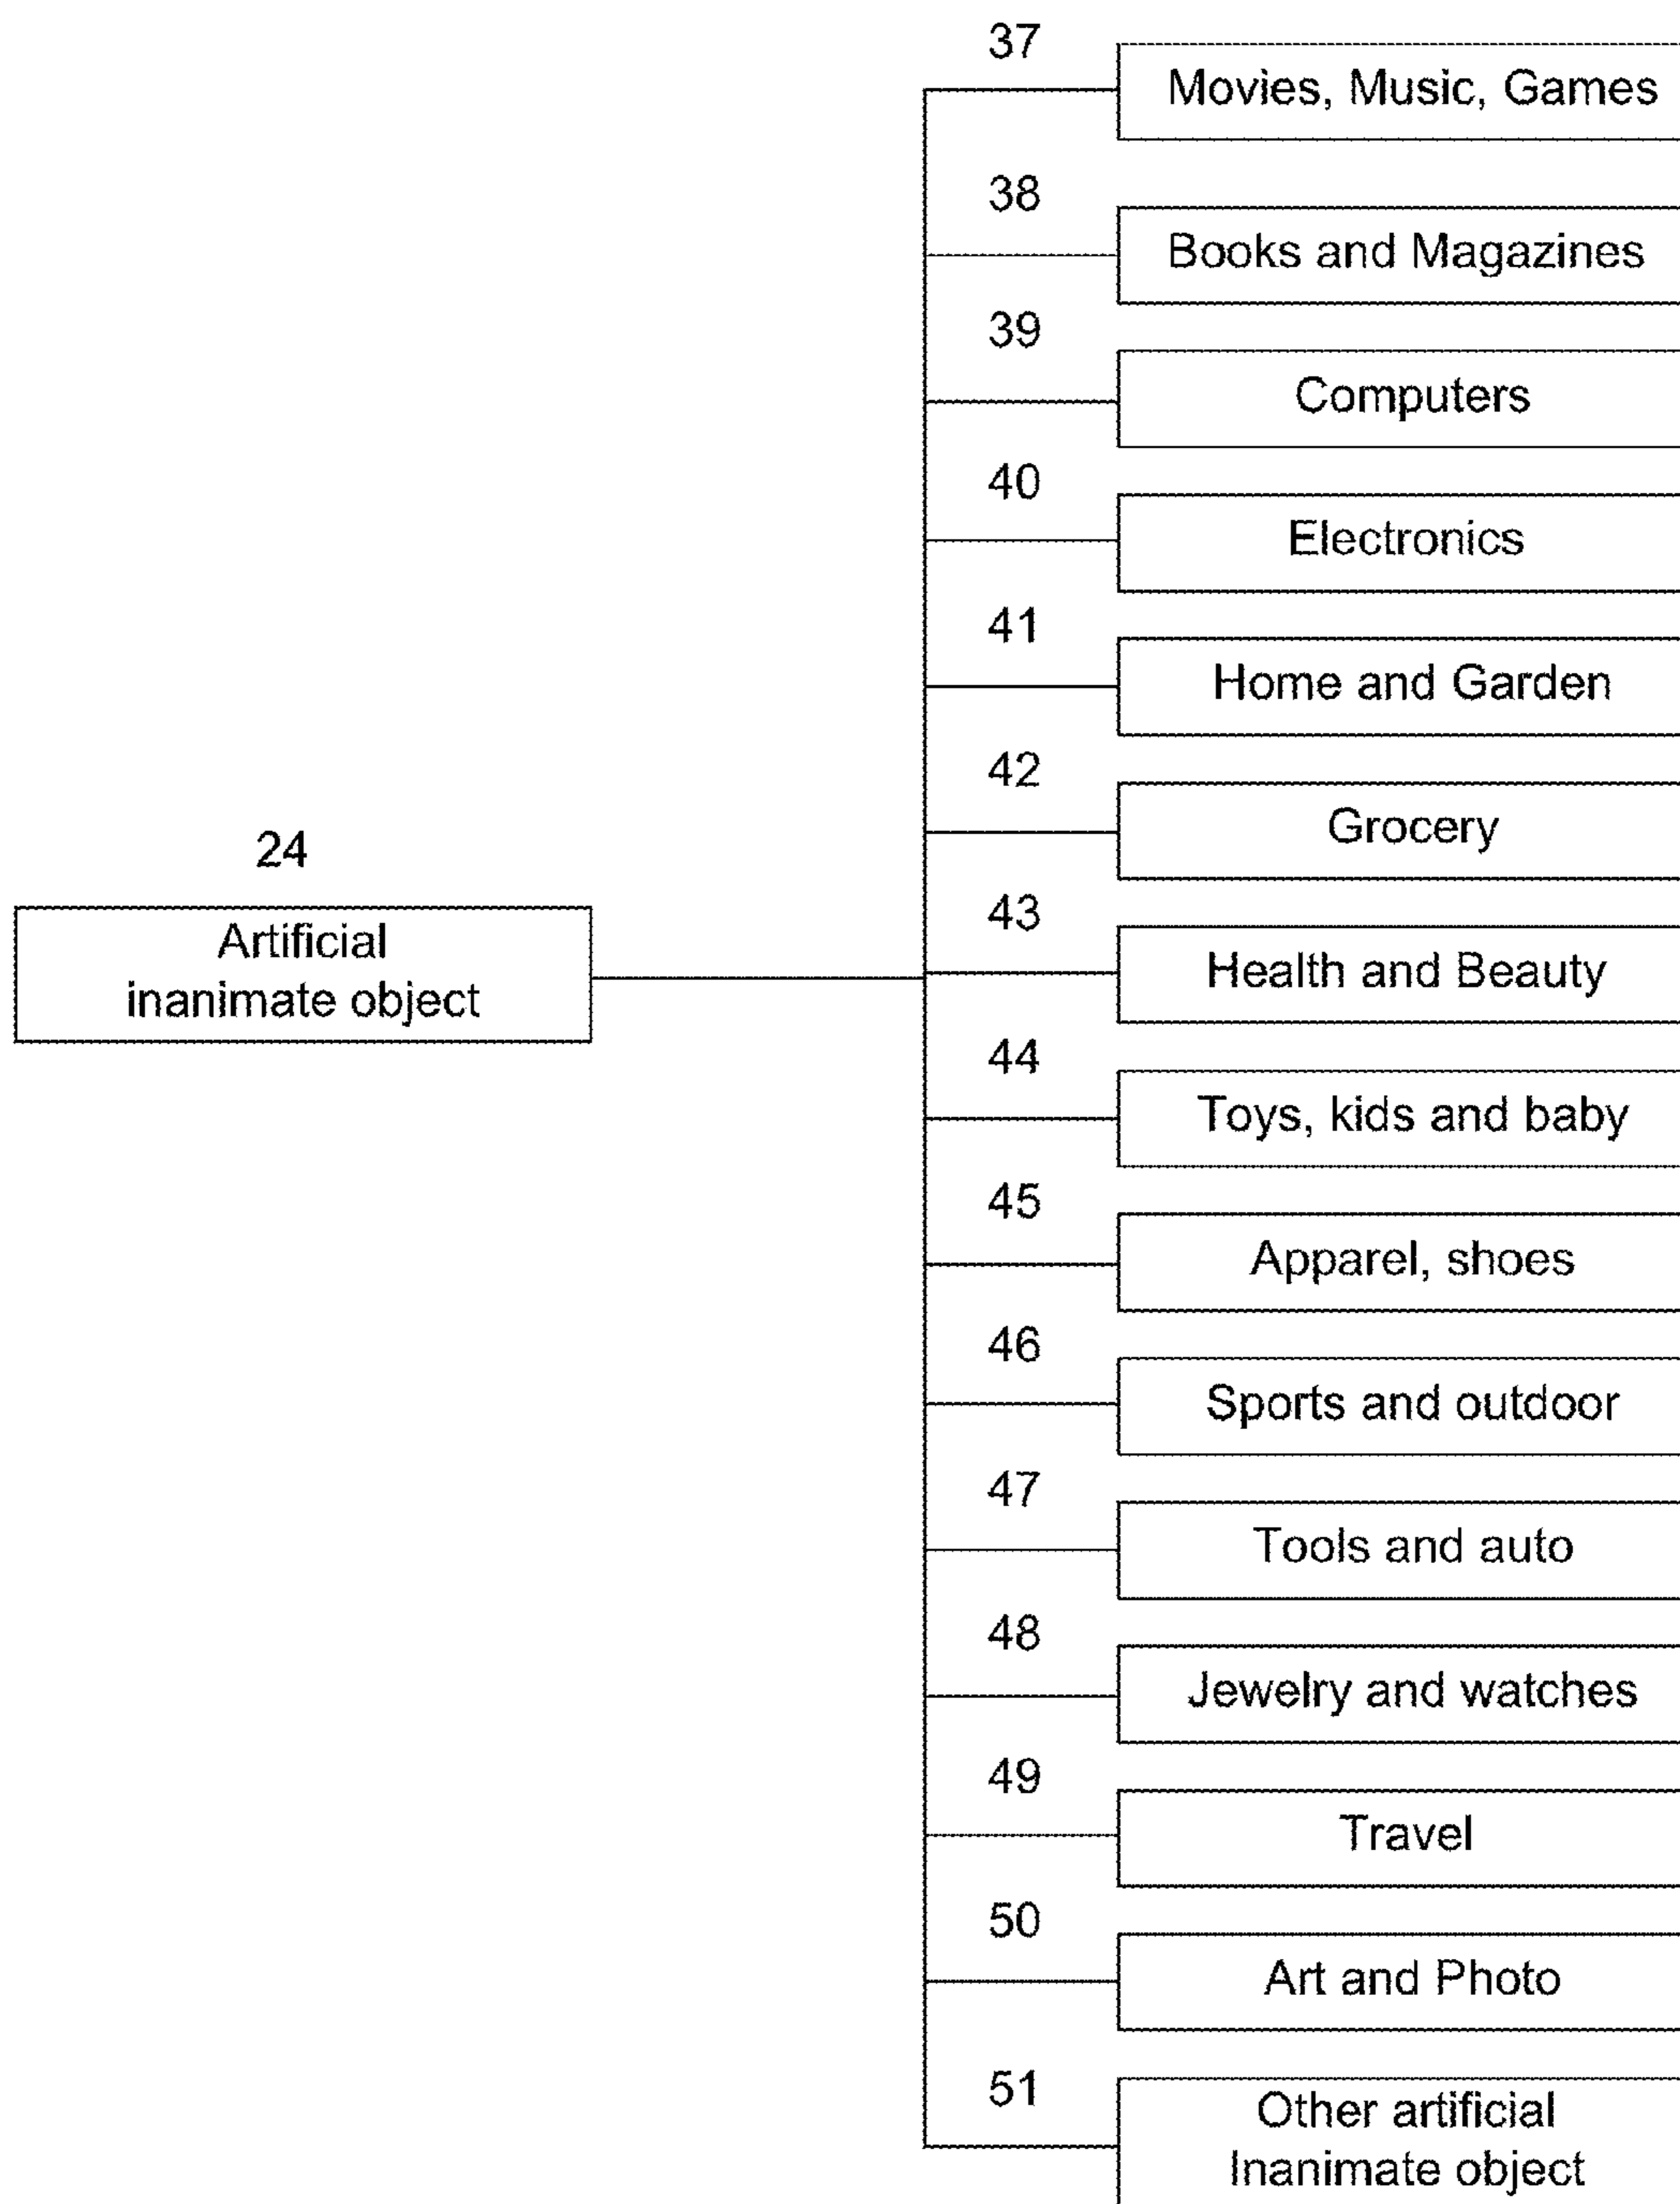 37
Movies, Music, Games
38
Books and Magazines
39
Computers
40
Electronics
41
Home and Garden
42
Grocery
24
Artificial
inanimate object
43
Health and Beauty
44
Toys, kids and baby
45
Apparel, shoes
46
Sports and outdoor
47
Tools and auto
48
Jewelry and watches
49
Travel
50
Art and Photo
51
Other artificial
Inanimate object